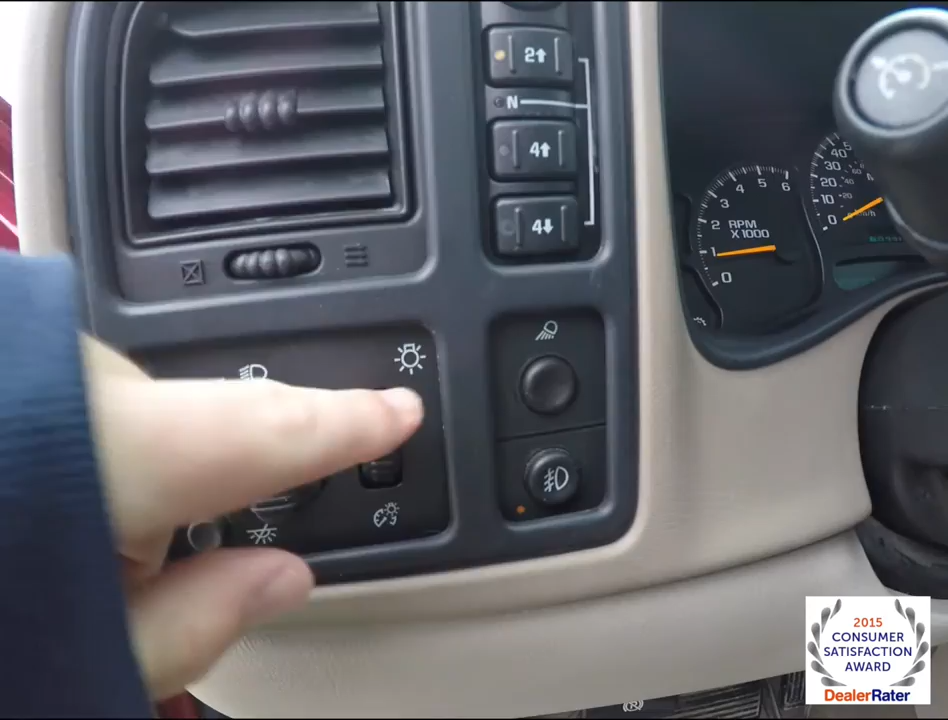 2
N
4
4
RPM
X1000
0
1
2
3
4
5
6
0
10
20
30
40
2015
CONSUMER
SATISFACTION
AWARD
DealerRater